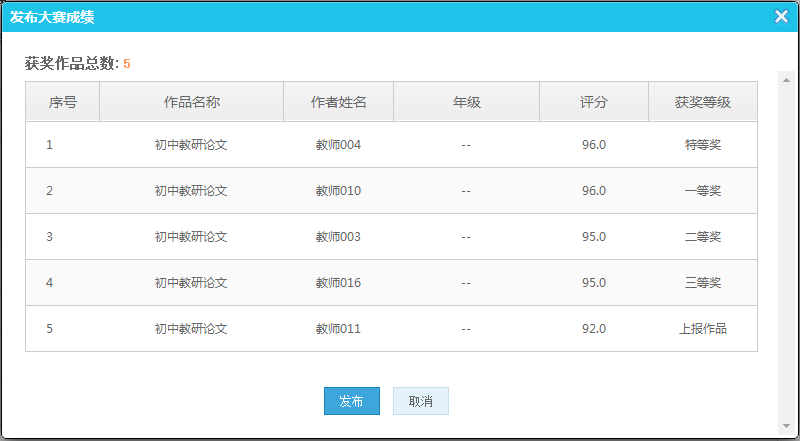 发布大赛成绩
获奖作品总数: 5
序号 作品名称 作者姓名 年级 评分 获奖等级
1 初中教研论文 教师004 -- 96.0 特等奖
2 初中教研论文 教师010 -- 96.0 一等奖
3 初中教研论文 教师003 -- 95.0 二等奖
4 初中教研论文 教师016 -- 95.0 三等奖
5 初中教研论文 教师011 -- 92.0 上报作品
发布 取消